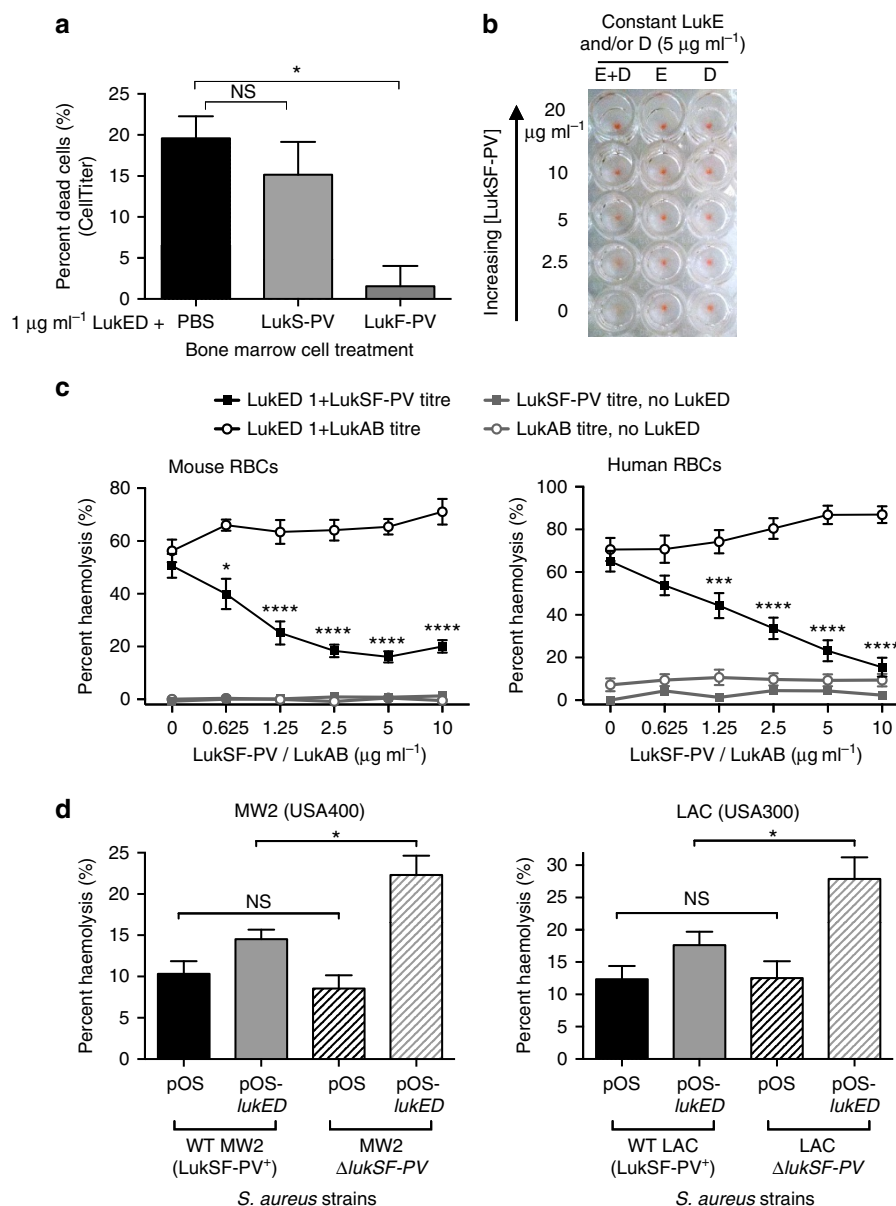 a
*
NS
25
20
15
10
5
0
Percent dead cells (%)
(CellTiter)
1 μg ml⁻¹ LukED + PBS LukS-PV LukF-PV
Bone marrow cell treatment
b
Constant LukE
and/or D (5 μg ml⁻¹)
E+D E D
Increasing [LukSF-PV]
20
μg ml⁻¹
10
5
2.5
0
c
LukED 1+LukSF-PV titre
LukSF-PV titre, no LukED
LukED 1+LukAB titre
LukAB titre, no LukED
Mouse RBCs
Percent haemolysis (%)
80
60
40
20
0
* **** **** **** ****
0 0.625 1.25 2.5 5 10
LukSF-PV / LukAB (μg ml⁻¹)
Human RBCs
Percent haemolysis (%)
100
80
60
40
20
0
*** **** **** ****
0 0.625 1.25 2.5 5 10
LukSF-PV / LukAB (μg ml⁻¹)
d
MW2 (USA400)
*
NS
Percent haemolysis (%)
25
20
15
10
5
0
pOS pOS- pOS pOS-
lukED lukED
WT MW2 MW2
(LukSF-PV⁺) ΔlukSF-PV
S. aureus strains
LAC (USA300)
*
NS
Percent haemolysis (%)
30
25
20
15
10
5
0
pOS pOS- pOS pOS-
lukED lukED
WT LAC LAC
(LukSF-PV⁺) ΔlukSF-PV
S. aureus strains